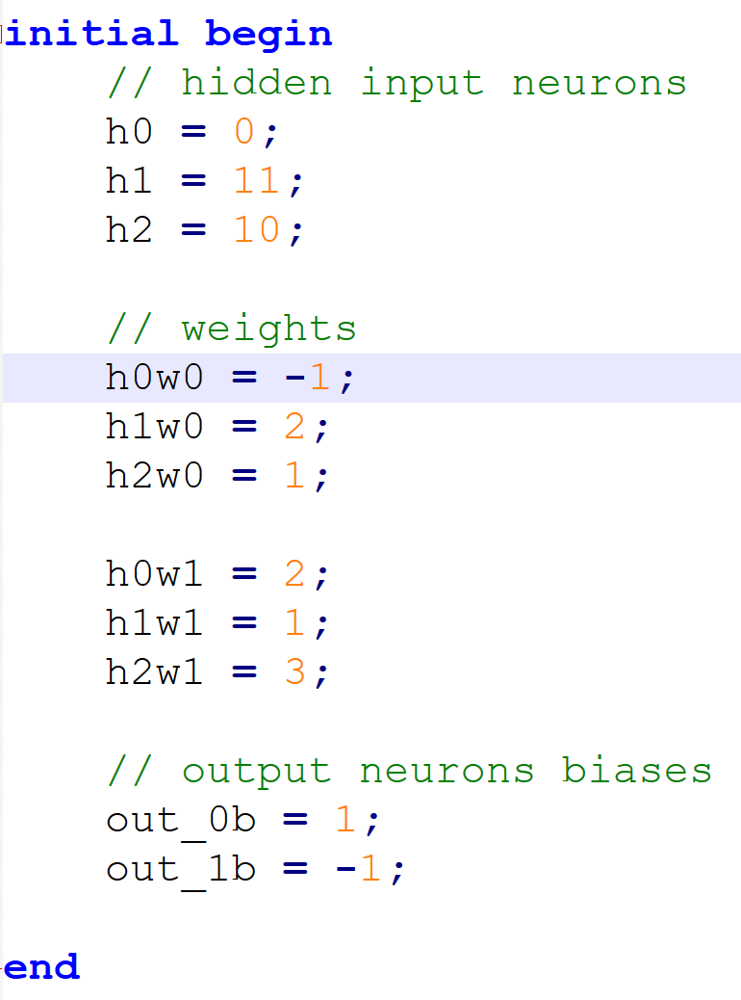 initial begin
// hidden input neurons
h0 = 0;
h1 = 11;
h2 = 10;
// weights
h0w0 = -1;
h1w0 = 2;
h2w0 = 1;
h0w1 = 2;
h1w1 = 1;
h2w1 = 3;
// output neurons biases
out_0b = 1;
out_1b = -1;
end